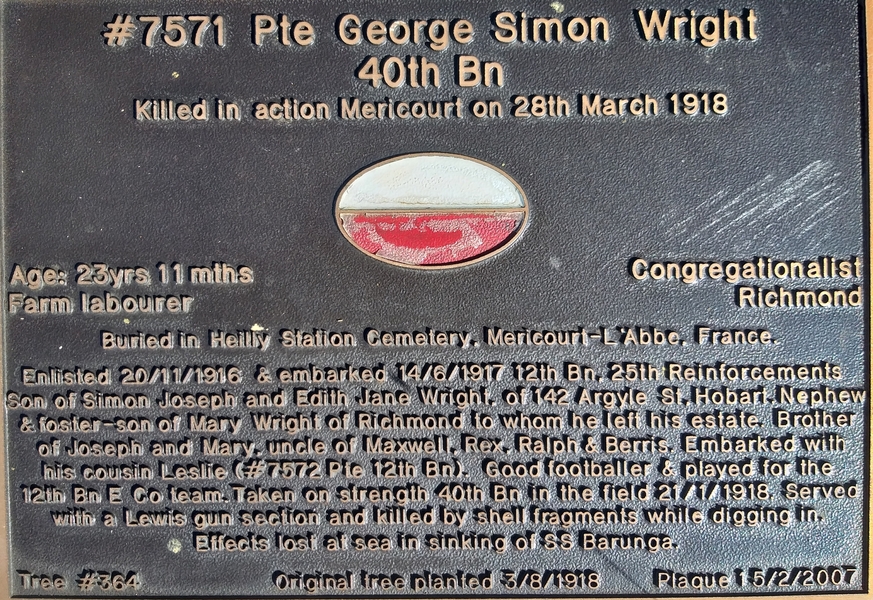 #7571 Pte George Simon Wright
40th Bn
Killed in action Mericourt on 28th March 1918
Age: 23yrs 11 mths
Farm labourer
Congregationalist
Richmond
Buried in Heilly Station Cemetery, Mericourt-L'Abbe, France.
Enlisted 20/11/1916 & embarked 14/6/1917 12th Bn, 25th Reinforcements
Son of Simon Joseph and Edith Jane Wright, of 142 Argyle St, Hobart. Nephew
& foster-son of Mary Wright of Richmond to whom he left his estate. Brother
of Joseph and Mary, uncle of Maxwell, Rex, Ralph & Berris. Embarked with
his cousin Leslie (#7572 Pte 12th Bn). Good footballer & played for the
12th Bn E Co team. Taken on strength 40th Bn in the field 21/1/1918. Served
with a Lewis gun section and killed by shell fragments while digging in.
Effects lost at sea in sinking of SS Barunga.
Tree #364
Original tree planted 3/8/1918
Plaque 15/2/2007